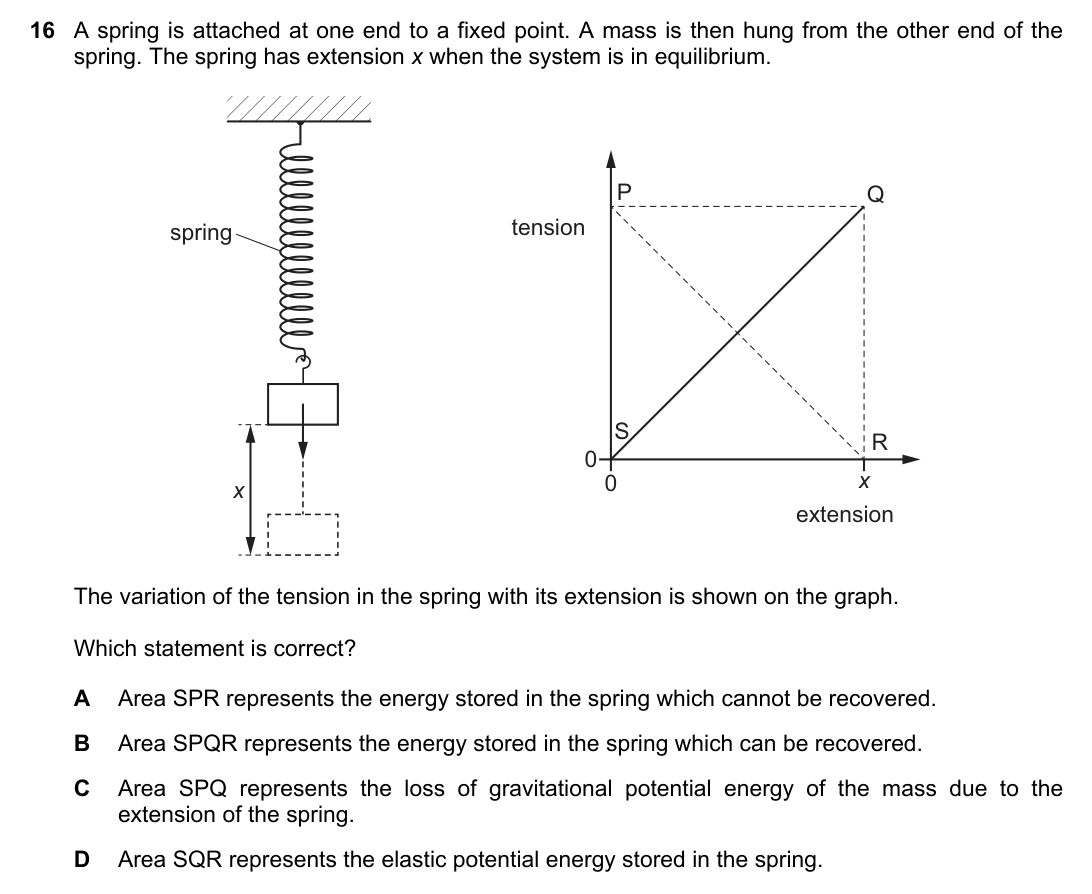 16 A spring is attached at one end to a fixed point. A mass is then hung from the other end of the
spring. The spring has extension x when the system is in equilibrium.
P
Q
tension
spring
S
R
0
0
x
x
extension
The variation of the tension in the spring with its extension is shown on the graph.
Which statement is correct?
A Area SPR represents the energy stored in the spring which cannot be recovered.
B Area SPQR represents the energy stored in the spring which can be recovered.
C Area SPQ represents the loss of gravitational potential energy of the mass due to the
extension of the spring.
D Area SQR represents the elastic potential energy stored in the spring.